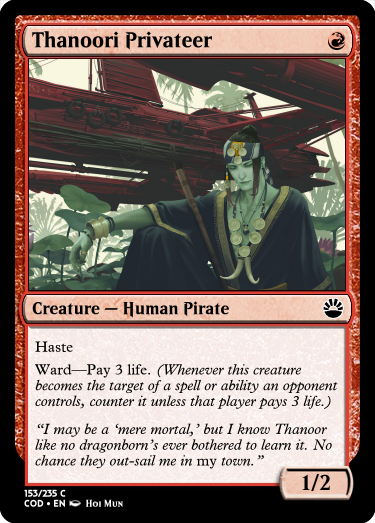 Thanoori Privateer
Creature — Human Pirate
Haste
Ward—Pay 3 life. (Whenever this creature
becomes the target of a spell or ability an opponent
controls, counter it unless that player pays 3 life.)
“I may be a ‘mere mortal,’ but I know Thanoor
like no dragonborn’s ever bothered to learn it. No
chance they out-sail me in my town.”
1/2
153/235 C
COD • EN Hoi Mun